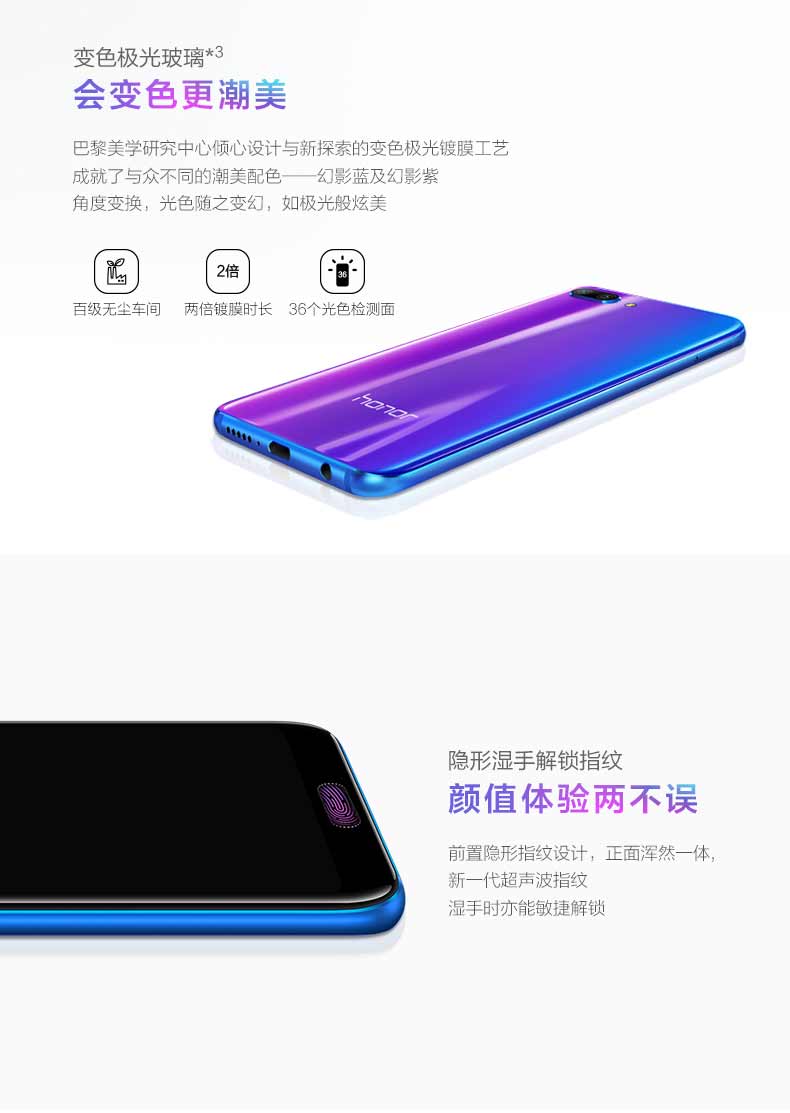 变色极光玻璃*3
会变色更潮美
巴黎美学研究中心倾心设计与新探索的变色极光镀膜工艺
成就了与众不同的潮美配色——幻影蓝及幻影紫
角度变换，光色随之变幻，如极光般炫美
2倍
36
百级无尘车间
两倍镀膜时长
36个光色检测面
honor
隐形湿手解锁指纹
颜值体验两不误
前置隐形指纹设计，正面浑然一体，
新一代超声波指纹
湿手时亦能敏捷解锁